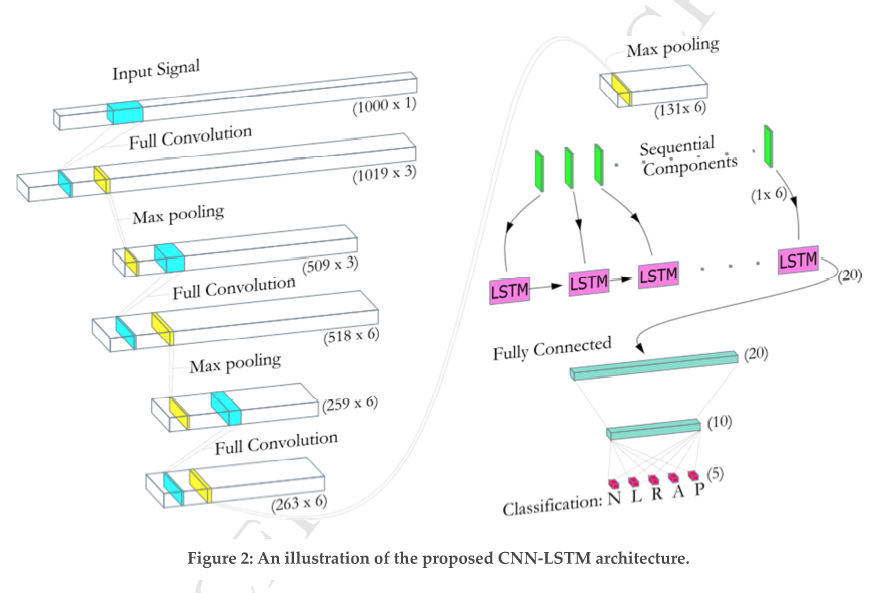 Input Signal
(1000 x 1)
Full Convolution
(1019 x 3)
Max pooling
(509 x 3)
Full Convolution
(518 x 6)
Max pooling
(259 x 6)
Full Convolution
(263 x 6)
Max pooling
(131x 6)
Sequential
Components
(1x 6)
LSTM
LSTM
LSTM
LSTM
(20)
Fully Connected
(20)
(10)
(5)
Classification: N L R A P
Figure 2: An illustration of the proposed CNN-LSTM architecture.